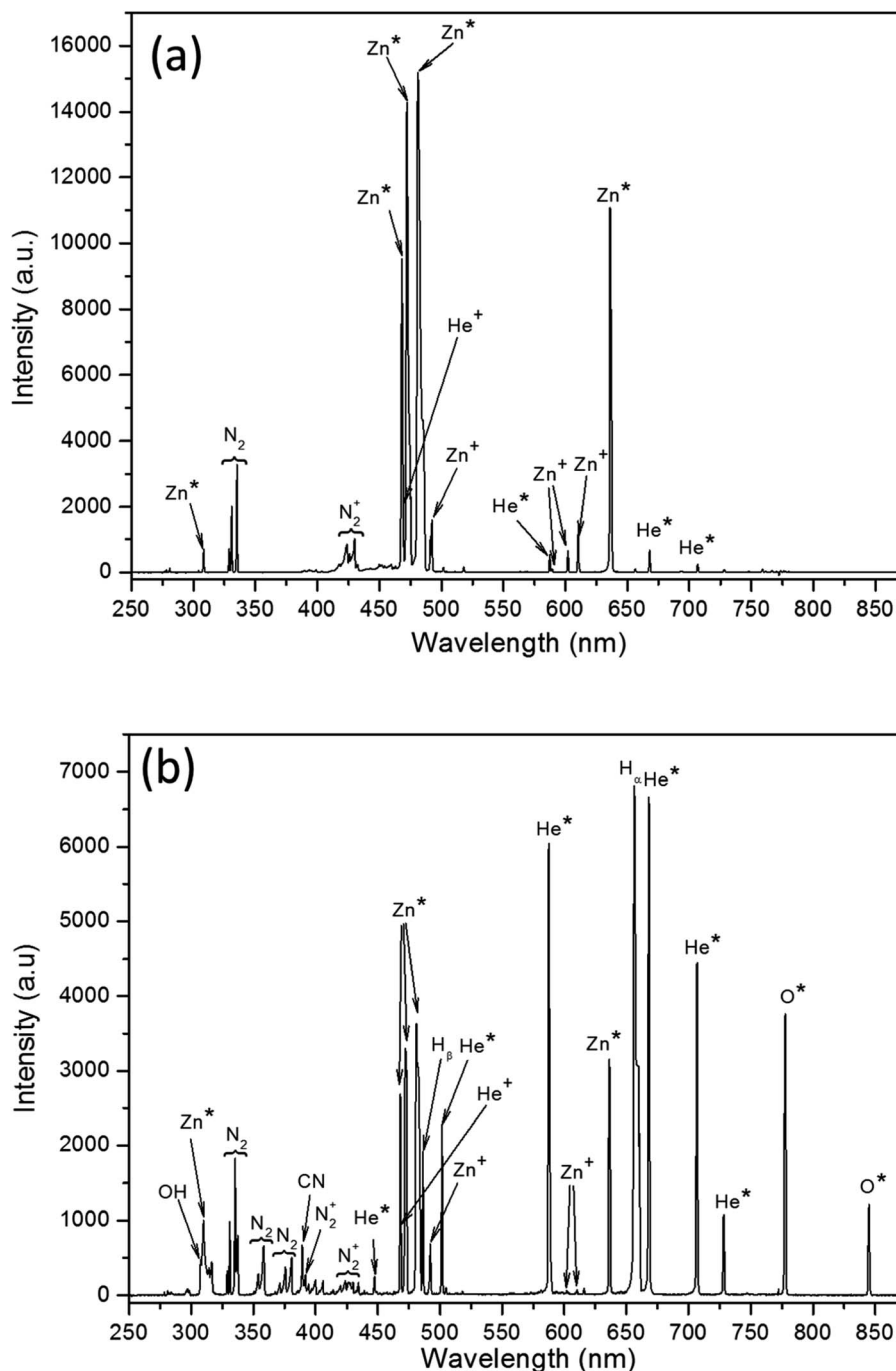 (a)
16000
14000
12000
10000
8000
6000
4000
2000
0
Intensity (a.u.)
Zn*
Zn*
Zn*
Zn*
He⁺
Zn*
N₂
N₂⁺
Zn⁺
He*
Zn⁺
Zn⁺
He*
He*
250 300 350 400 450 500 550 600 650 700 750 800 850
Wavelength (nm)
(b)
7000
6000
5000
4000
3000
2000
1000
0
Intensity (a.u)
Hα He*
He*
Zn*
He*
O*
Hβ He*
Zn*
He⁺
Zn*
N₂
OH
CN
N₂
N₂
N₂⁺
He*
Zn⁺
Zn⁺
He*
O*
N₂⁺
250 300 350 400 450 500 550 600 650 700 750 800 850
Wavelength (nm)